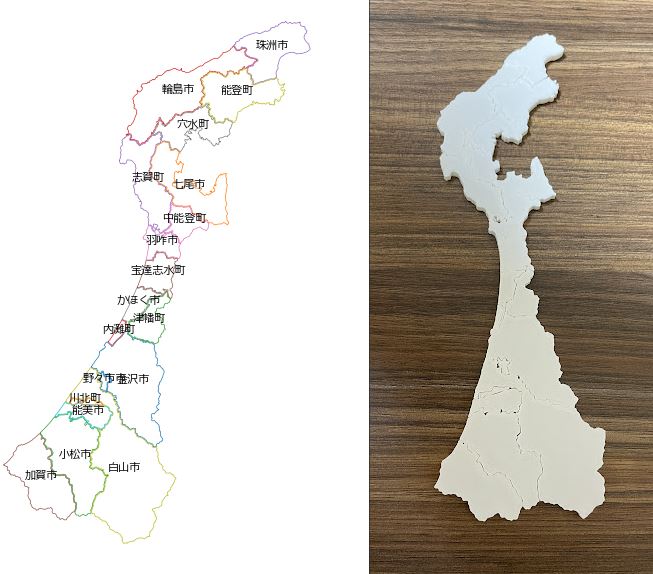 珠洲市
輪島市
能登町
穴水町
志賀町
七尾市
中能登町
羽咋市
宝達志水町
かほく市
津幡町
内灘町
野々市市
金沢市
川北町
能美市
小松市
白山市
加賀市